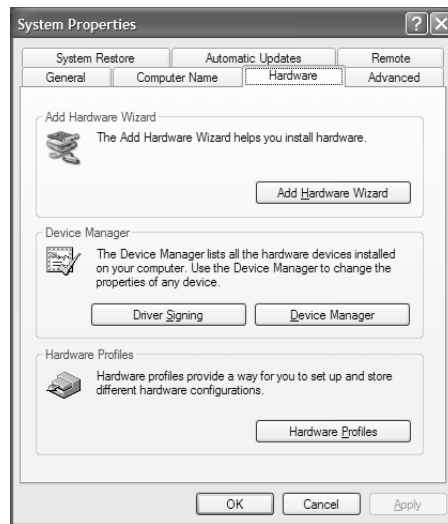 System Properties
System Restore
Automatic Updates
Remote
General
Computer Name
Hardware
Advanced
Add Hardware Wizard
The Add Hardware Wizard helps you install hardware.
Add Hardware Wizard
Device Manager
The Device Manager lists all the hardware devices installed
on your computer. Use the Device Manager to change the
properties of any device.
Driver Signing
Device Manager
Hardware Profiles
Hardware profiles provide a way for you to set up and store
different hardware configurations.
Hardware Profiles
OK
Cancel
Apply